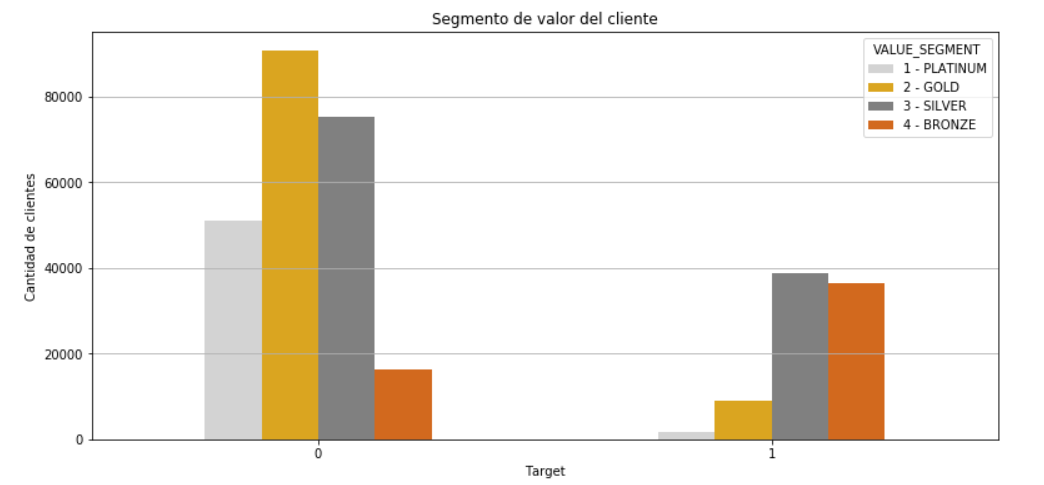 Segmento de valor del cliente
VALUE_SEGMENT
1 - PLATINUM
2 - GOLD
3 - SILVER
4 - BRONZE
Cantidad de clientes
80000
60000
40000
20000
0
0
1
Target